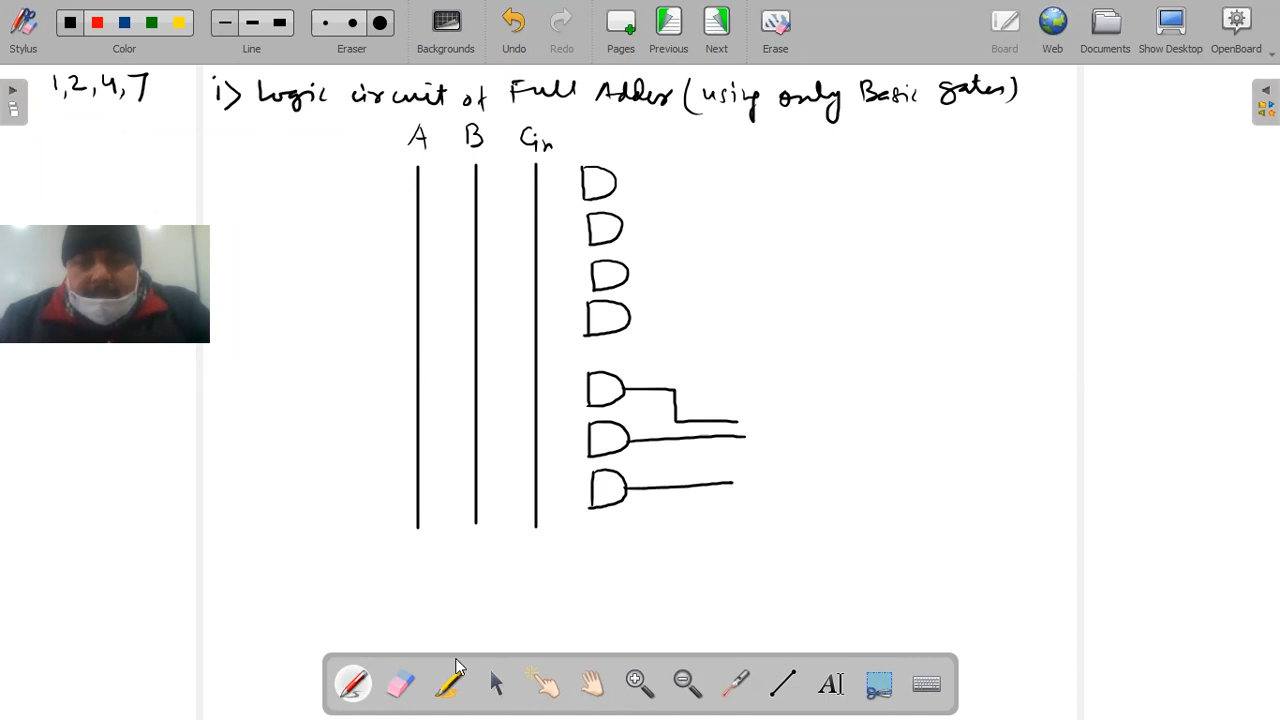 Stylus
Color
Line
Eraser
Backgrounds
Undo
Redo
Pages
Previous
Next
Erase
Board
Web
Documents
Show Desktop
OpenBoard
1,2,4,7
i) Logic circuit of Full Adder (using only Basic gates)
A B Cin